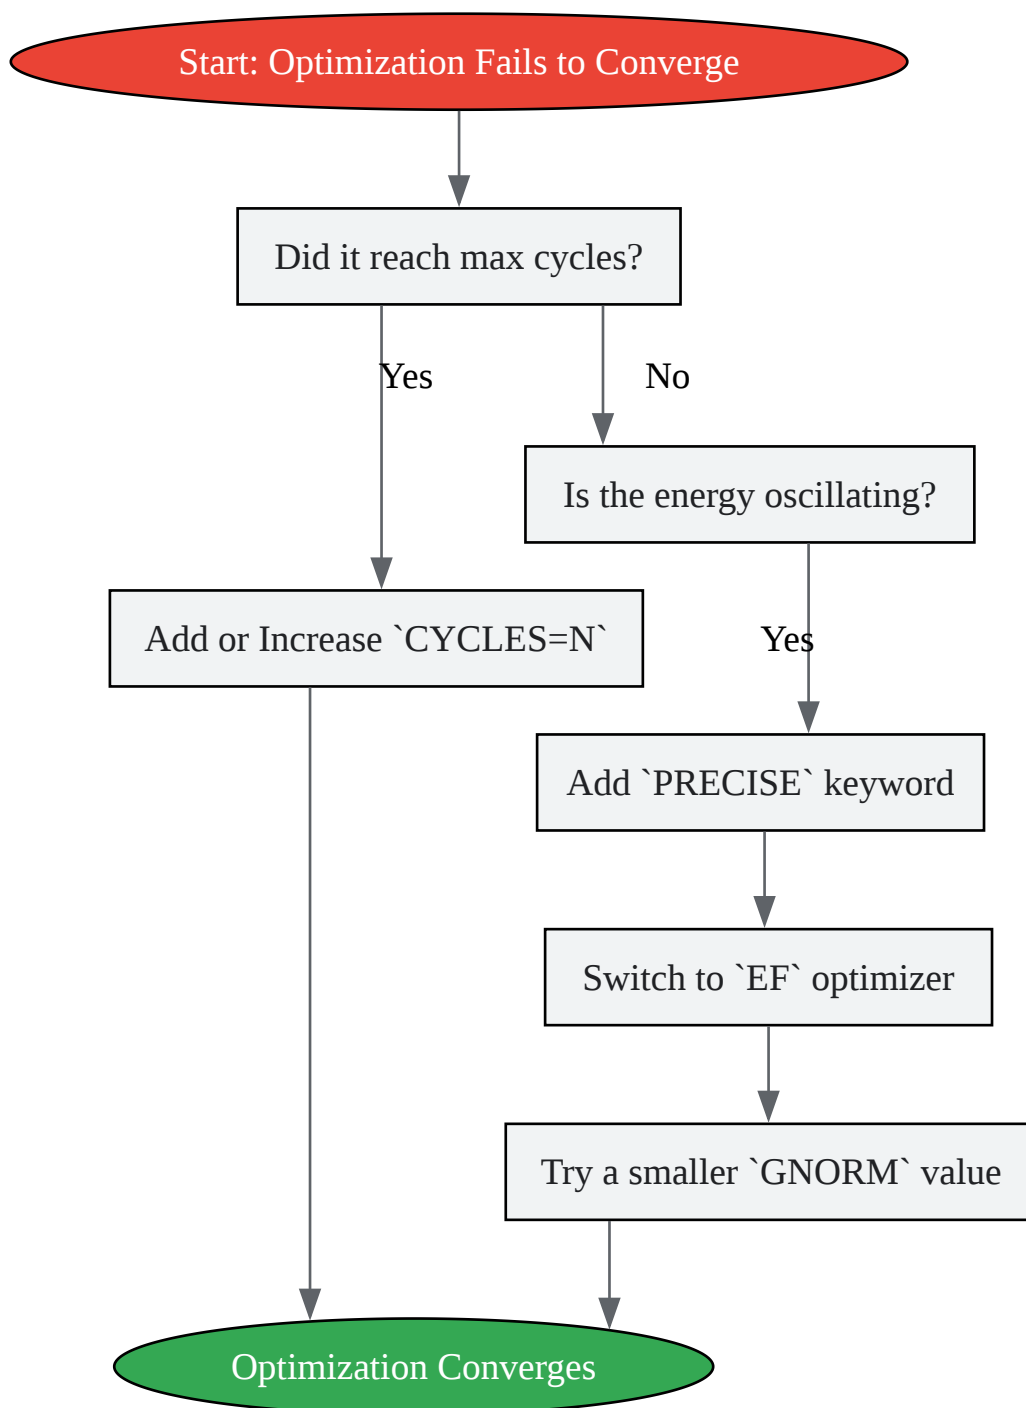 Start: Optimization Fails to Converge
Did it reach max cycles?
Yes
No
Is the energy oscillating?
Add or Increase `CYCLES=N`
Yes
Add `PRECISE` keyword
Switch to `EF` optimizer
Try a smaller `GNORM` value
Optimization Converges